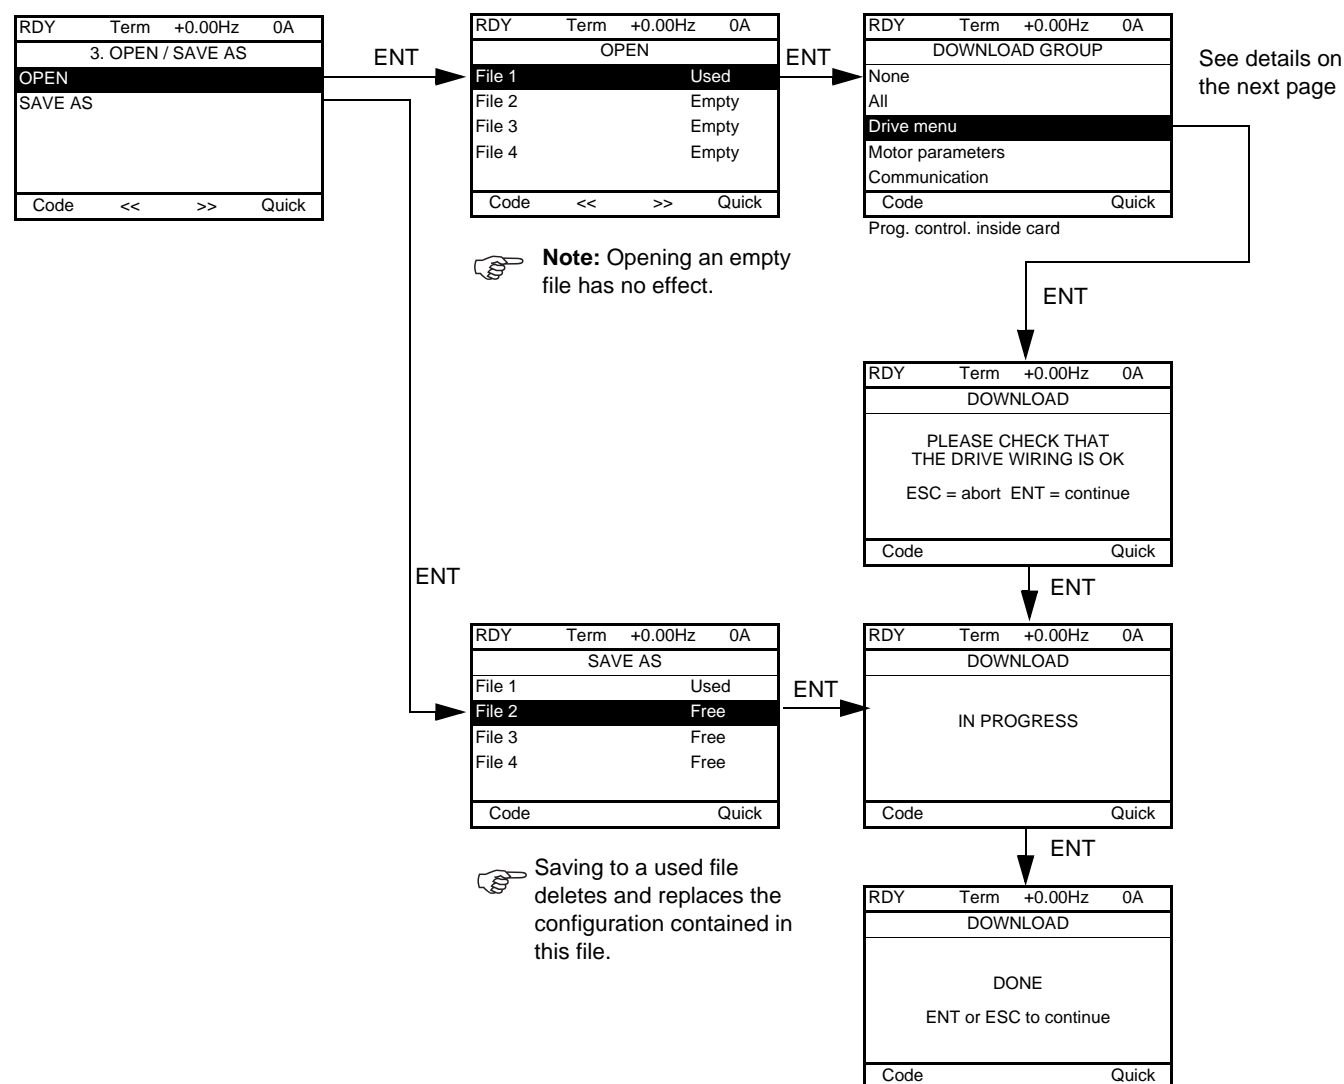 RDY Term +0.00Hz 0A
3. OPEN / SAVE AS
OPEN
SAVE AS
Code << >> Quick
ENT
RDY Term +0.00Hz 0A
OPEN
File 1 Used
File 2 Empty
File 3 Empty
File 4 Empty
Code << >> Quick
Note: Opening an empty
file has no effect.
ENT
RDY Term +0.00Hz 0A
DOWNLOAD GROUP
None
All
Drive menu
Motor parameters
Communication
Code Quick
Prog. control. inside card
See details on
the next page
ENT
RDY Term +0.00Hz 0A
DOWNLOAD
PLEASE CHECK THAT
THE DRIVE WIRING IS OK
ESC = abort ENT = continue
Code Quick
ENT
ENT
RDY Term +0.00Hz 0A
SAVE AS
File 1 Used
File 2 Free
File 3 Free
File 4 Free
Code Quick
Saving to a used file
deletes and replaces the
configuration contained in
this file.
ENT
RDY Term +0.00Hz 0A
DOWNLOAD
IN PROGRESS
Code Quick
ENT
RDY Term +0.00Hz 0A
DOWNLOAD
DONE
ENT or ESC to continue
Code Quick